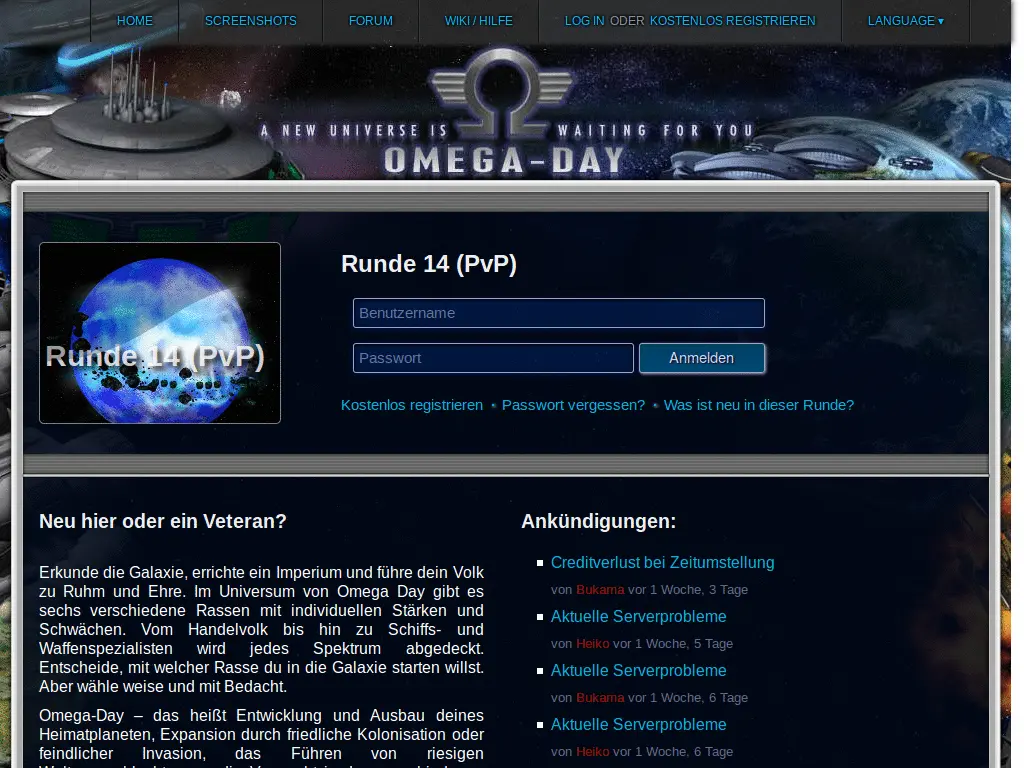 HOME SCREENSHOTS FORUM WIKI / HILFE LOG IN ODER KOSTENLOS REGISTRIEREN LANGUAGE ▾
A NEW UNIVERSE IS WAITING FOR YOU
OMEGA-DAY
Runde 14 (PvP)
Runde 14 (PvP)
Benutzername
Passwort Anmelden
Kostenlos registrieren • Passwort vergessen? • Was ist neu in dieser Runde?
Neu hier oder ein Veteran?
Erkunde die Galaxie, errichte ein Imperium und führe dein Volk
zu Ruhm und Ehre. Im Universum von Omega Day gibt es
sechs verschiedene Rassen mit individuellen Stärken und
Schwächen. Vom Handelvolk bis hin zu Schiffs- und
Waffenspezialisten wird jedes Spektrum abgedeckt.
Entscheide, mit welcher Rasse du in die Galaxie starten willst.
Aber wähle weise und mit Bedacht.
Omega-Day – das heißt Entwicklung und Ausbau deines
Heimatplaneten, Expansion durch friedliche Kolonisation oder
feindlicher Invasion, das Führen von riesigen
Ankündigungen:
Creditverlust bei Zeitumstellung
von Bukama vor 1 Woche, 3 Tage
Aktuelle Serverprobleme
von Heiko vor 1 Woche, 5 Tage
Aktuelle Serverprobleme
von Bukama vor 1 Woche, 6 Tage
Aktuelle Serverprobleme
von Heiko vor 1 Woche, 6 Tage